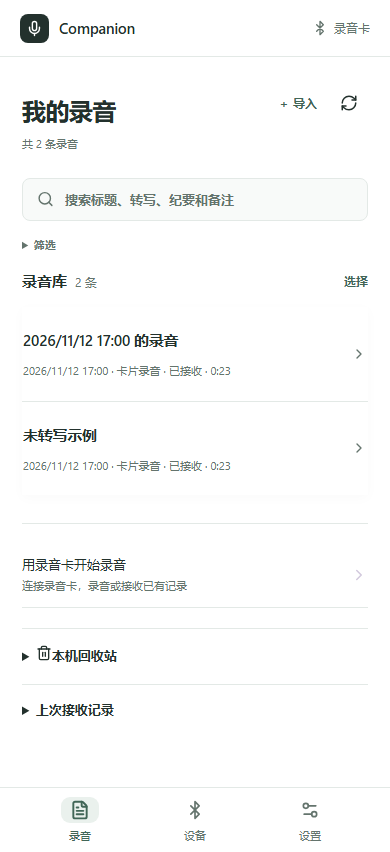 Companion
录音卡
我的录音
+ 导入
共 2 条录音
搜索标题、转写、纪要和备注
筛选
录音库 2 条
选择
2026/11/12 17:00 的录音
2026/11/12 17:00 · 卡片录音 · 已接收 · 0:23
未转写示例
2026/11/12 17:00 · 卡片录音 · 已接收 · 0:23
用录音卡开始录音
连接录音卡，录音或接收已有记录
本机回收站
上次接收记录
录音
设备
设置